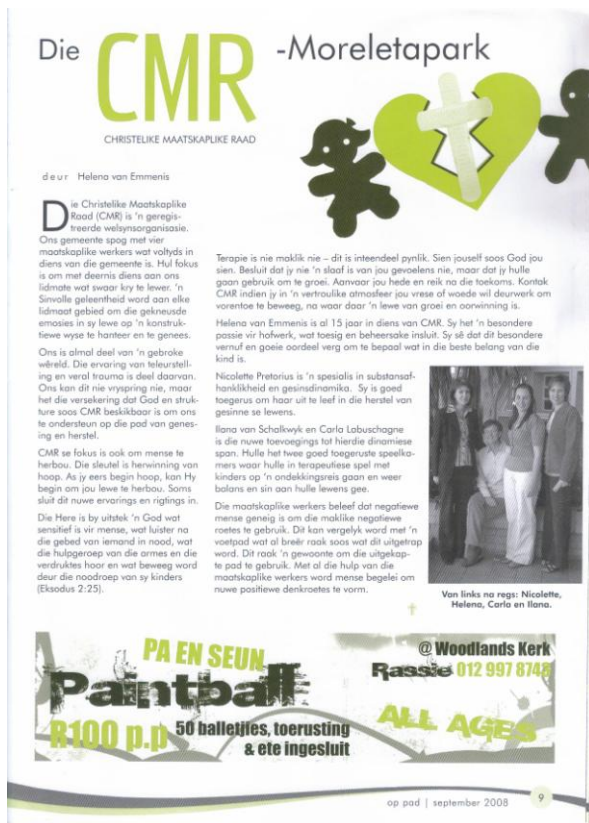 Die CMR -Moreletapark
CHRISTELIKE MAATSKAPLIKE RAAD
deur Helena van Emmenis
Die Christelike Maatskaplike
Raad (CMR) is 'n geregis-
treerde welsynsorganisasie.
Ons gemeente spog met vier
maatskaplike werkers wat voltyds in
diens van die gemeente is. Hul fokus
is om met deernis diens aan ons
lidmate wat swaar kry te lewer. 'n
Sinvolle geleentheid word aan elke
lidmaat gebied om die gekneusde
emosies in sy lewe op 'n konstruk-
tiewe wyse te hanteer en te genees.
Ons is almal deel van 'n gebroke
wêreld. Die ervaring van teleurstell-
ing en veral trauma is deel daarvan.
Ons kan dit nie vryspring nie, maar
het die versekering dat God en struk-
ture soos CMR beskikbaar is om ons
te ondersteun op die pad van genes-
ing en herstel.
CMR se fokus is ook om mense te
herbou. Die sleutel is herwinning van
hoop. As jy eers begin hoop, kan Hy
begin om jou lewe te herbou. Soms
sluit dit nuwe ervarings en rigtings in.
Die Here is by uitstek 'n God wat
sensitief is vir mense, wat luister na
die gebed van iemand in nood, wat
die hulpgeroep van die armes en die
verdruktes hoor en wat beweeg word
deur die noodroep van sy kinders
(Eksodus 2:25).
Terapie is nie maklik nie – dit is inteendeel pynlik. Sien jouself soos God jou
sien. Besluit dat jy nie 'n slaaf is van jou gevoelens nie, maar dat jy hulle
gaan gebruik om te groei. Aanvaar jou hede en reik na die toekoms. Kontak
CMR indien jy in 'n vertroulike atmosfeer jou vrese of woede wil deurwerk om
vorentoe te beweeg, na waar daar 'n lewe van groei en oorwinning is.
Helena van Emmenis is al 15 jaar in diens van CMR. Sy het 'n besondere
passie vir hofwerk, wat toesig en beheersake insluit. Sy sê dat dit besondere
vernuf en goeie oordeel verg om te bepaal wat in die beste belang van die
kind is.
Nicolette Pretorius is 'n spesialis in substansaf-
hanklikheid en gesinsdinamika. Sy is goed
toegerus om haar uit te leef in die herstel van
gesinne se lewens.
Ilana van Schalkwyk en Carla Labuschagne
is die nuwe toevoegings tot hierdie dinamiese
span. Hulle het twee goed toegeruste speelka-
mers waar hulle in terapeutiese spel met
kinders op 'n ondekkingsreis gaan en weer
balans en sin aan hulle lewens gee.
Die maatskaplike werkers beleef dat negatiewe
mense geneig is om die maklike negatiewe
roetes te gebruik. Dit kan vergelyk word met 'n
voetpad wat al breër raak soos wat dit uitgetrap
word. Dit raak 'n gewoonte om die uitgekap-
te pad te gebruik. Met al die hulp van die
maatskaplike werkers word mense begelei om
nuwe positiewe denkroetes te vorm.
Van links na regs: Nicolette,
Helena, Carla en Ilana.
PA EN SEUN
Paintball
R100 p.p
50 balletjies, toerusting
& ete ingesluit
@ Woodlands Kerk
Rassie 012 997 8748
ALL AGES
op pad | september 2008 9